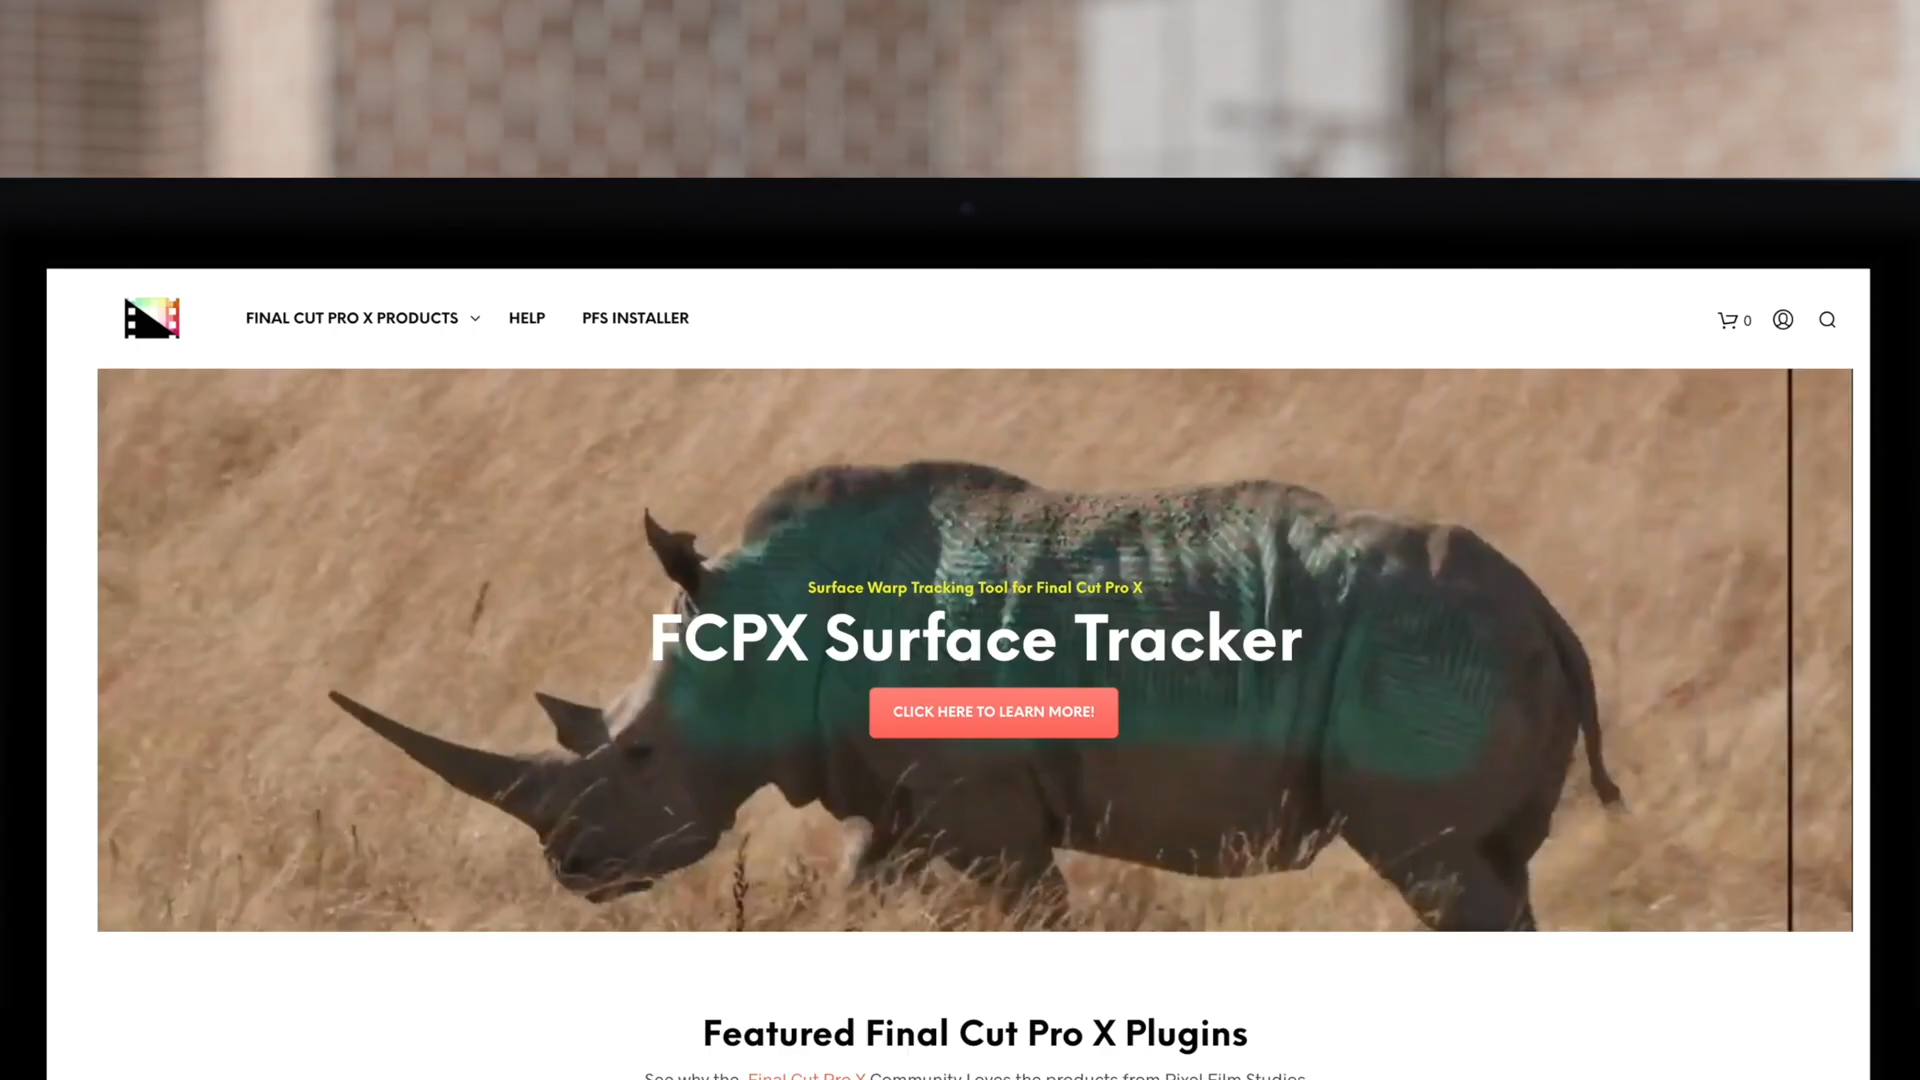 FINAL CUT PRO X PRODUCTS HELP PFS INSTALLER 0
Surface Warp Tracking Tool for Final Cut Pro X
FCPX Surface Tracker
CLICK HERE TO LEARN MORE!
Featured Final Cut Pro X Plugins
See why the Final Cut Pro X Community Loves the products from Pixel Film Studios